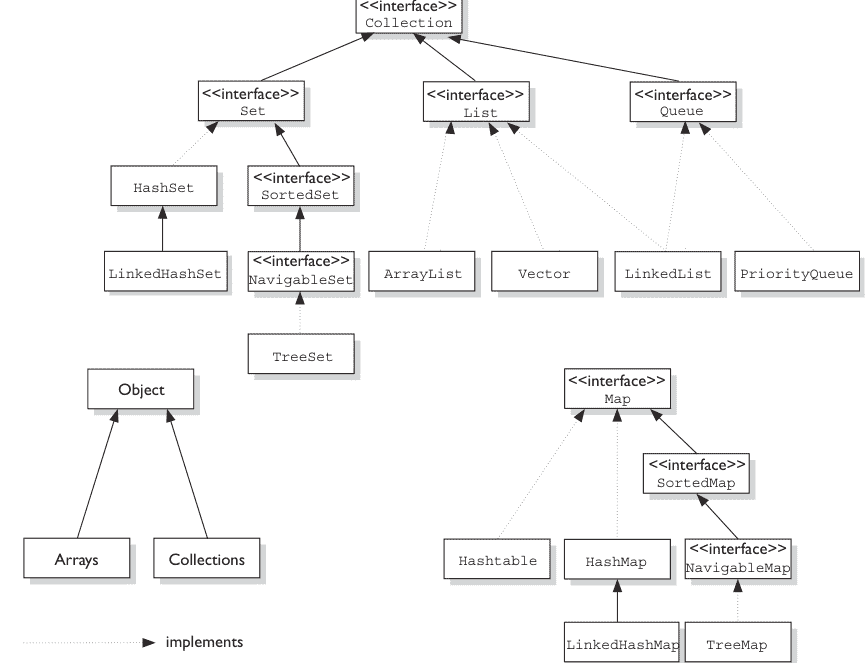 <<interface>>
Collection
<<interface>>
Set
<<interface>>
List
<<interface>>
Queue
HashSet
<<interface>>
SortedSet
LinkedHashSet
<<interface>>
NavigableSet
ArrayList
Vector
LinkedList
PriorityQueue
TreeSet
Object
<<interface>>
Map
<<interface>>
SortedMap
Arrays
Collections
Hashtable
HashMap
<<interface>>
NavigableMap
LinkedHashMap
TreeMap
implements